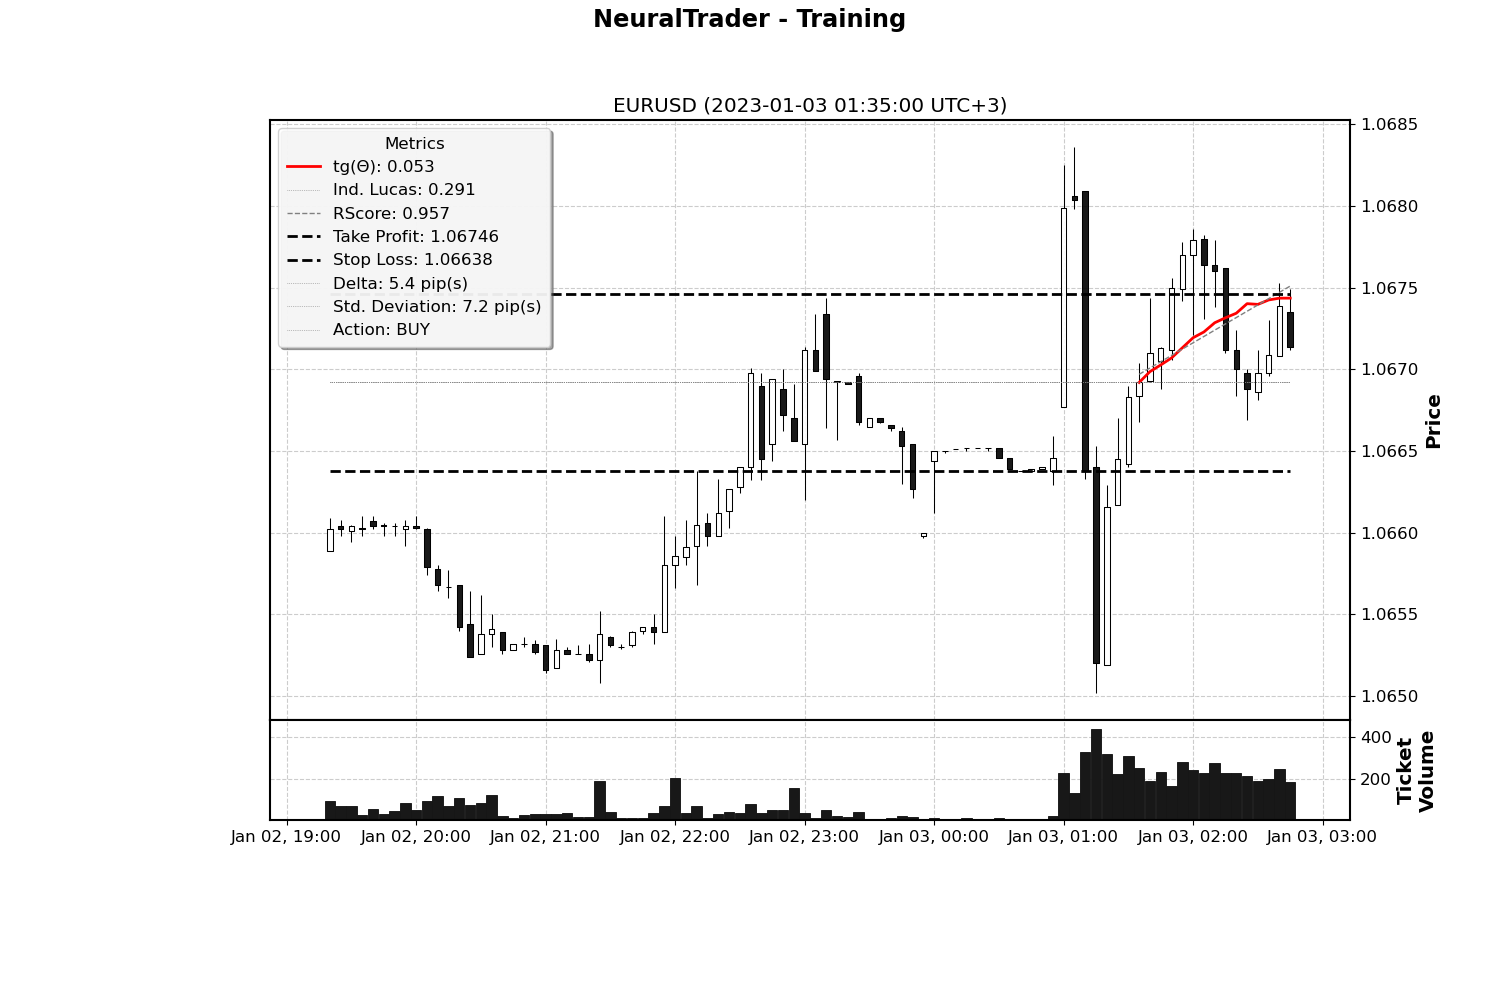 NeuralTrader - Training
EURUSD (2023-01-03 01:35:00 UTC+3)
Metrics
tg(Θ): 0.053
Ind. Lucas: 0.291
RScore: 0.957
Take Profit: 1.06746
Stop Loss: 1.06638
Delta: 5.4 pip(s)
Std. Deviation: 7.2 pip(s)
Action: BUY
1.0685
1.0680
1.0675
1.0670
1.0665
1.0660
1.0655
1.0650
Price
400
200
Ticket
Volume
Jan 02, 19:00 Jan 02, 20:00 Jan 02, 21:00 Jan 02, 22:00 Jan 02, 23:00 Jan 03, 00:00 Jan 03, 01:00 Jan 03, 02:00 Jan 03, 03:00